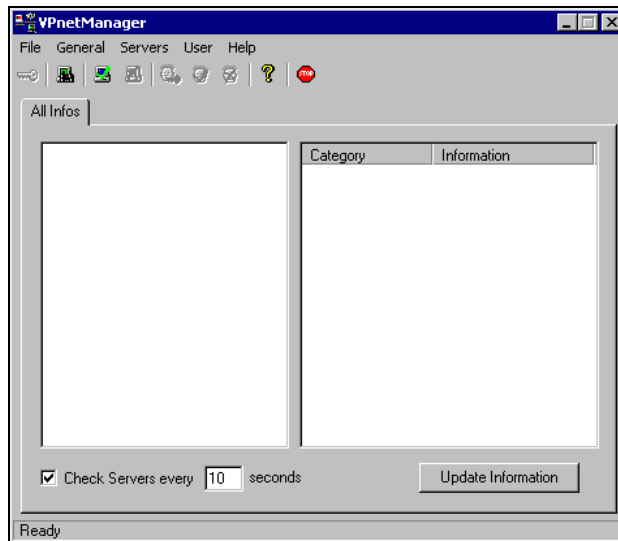 VPnetManager
File General Servers User Help
STOP
All Infos
Category Information
Check Servers every 10 seconds
Update Information
Ready